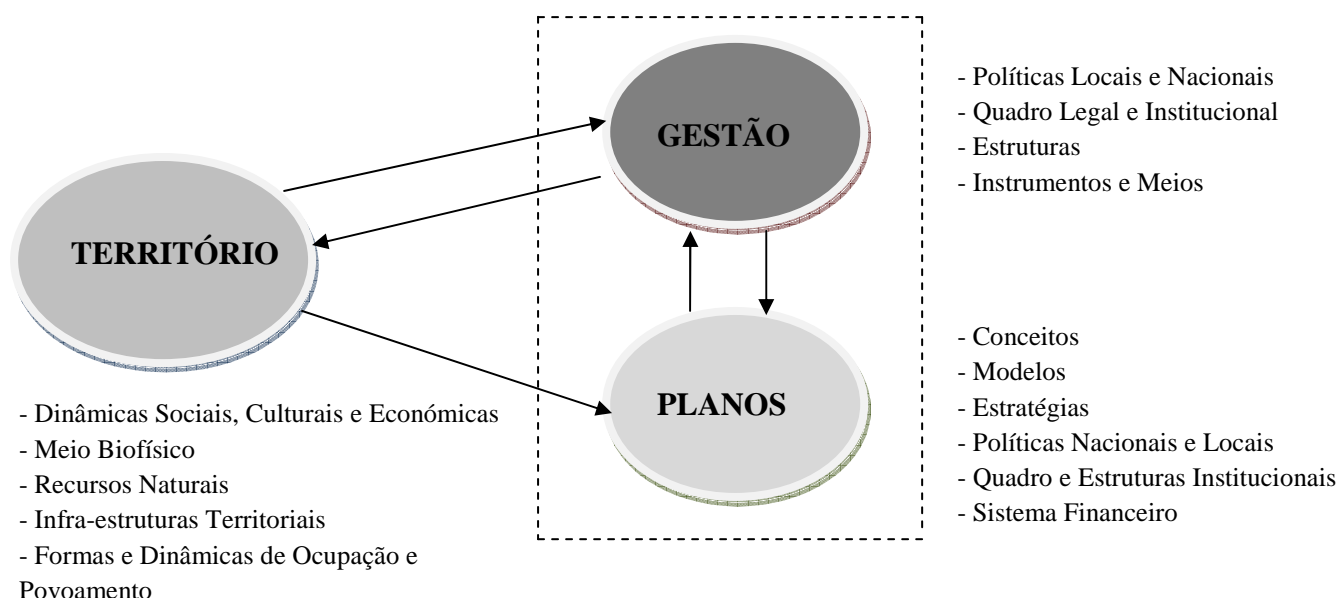 GESTÃO
- Políticas Locais e Nacionais
- Quadro Legal e Institucional
- Estruturas
- Instrumentos e Meios
TERRITÓRIO
- Dinâmicas Sociais, Culturais e Económicas
- Meio Biofísico
- Recursos Naturais
- Infra-estruturas Territoriais
- Formas e Dinâmicas de Ocupação e
Povoamento
PLANOS
- Conceitos
- Modelos
- Estratégias
- Políticas Nacionais e Locais
- Quadro e Estruturas Institucionais
- Sistema Financeiro